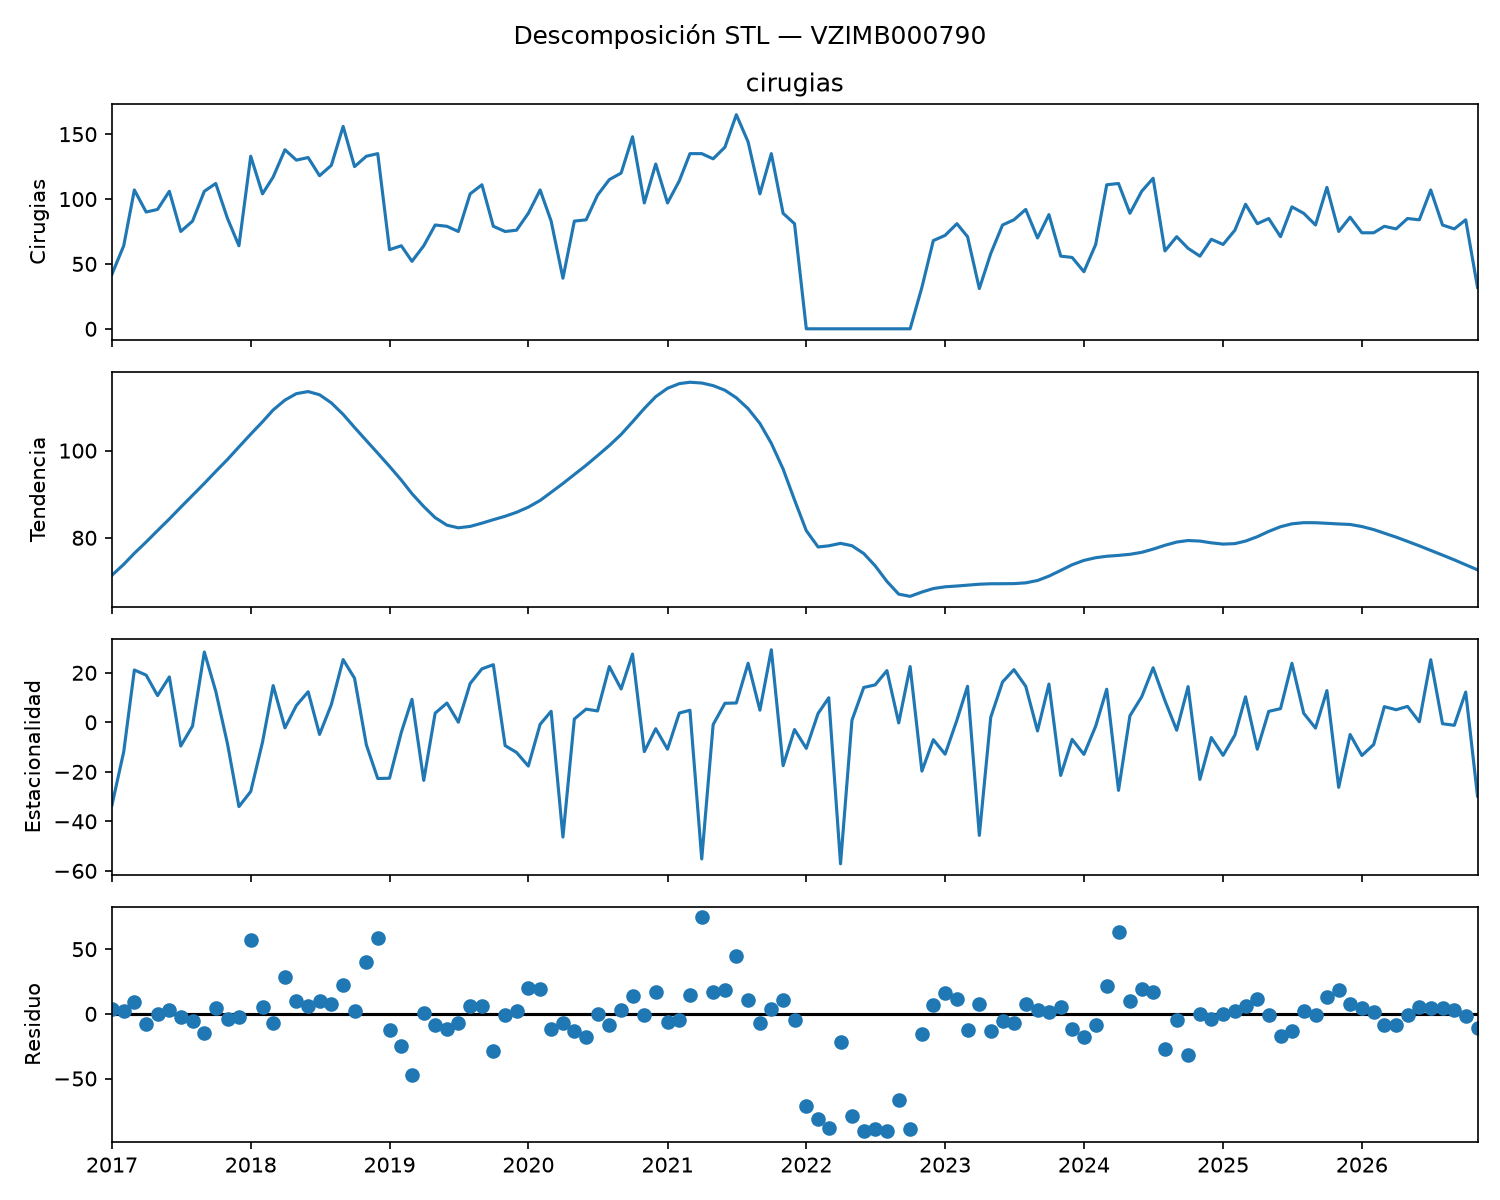 Descomposición STL — VZIMB000790
cirugias
Cirugias
150
100
50
0
Tendencia
100
80
Estacionalidad
20
0
−20
−40
−60
Residuo
50
0
−50
2017 2018 2019 2020 2021 2022 2023 2024 2025 2026